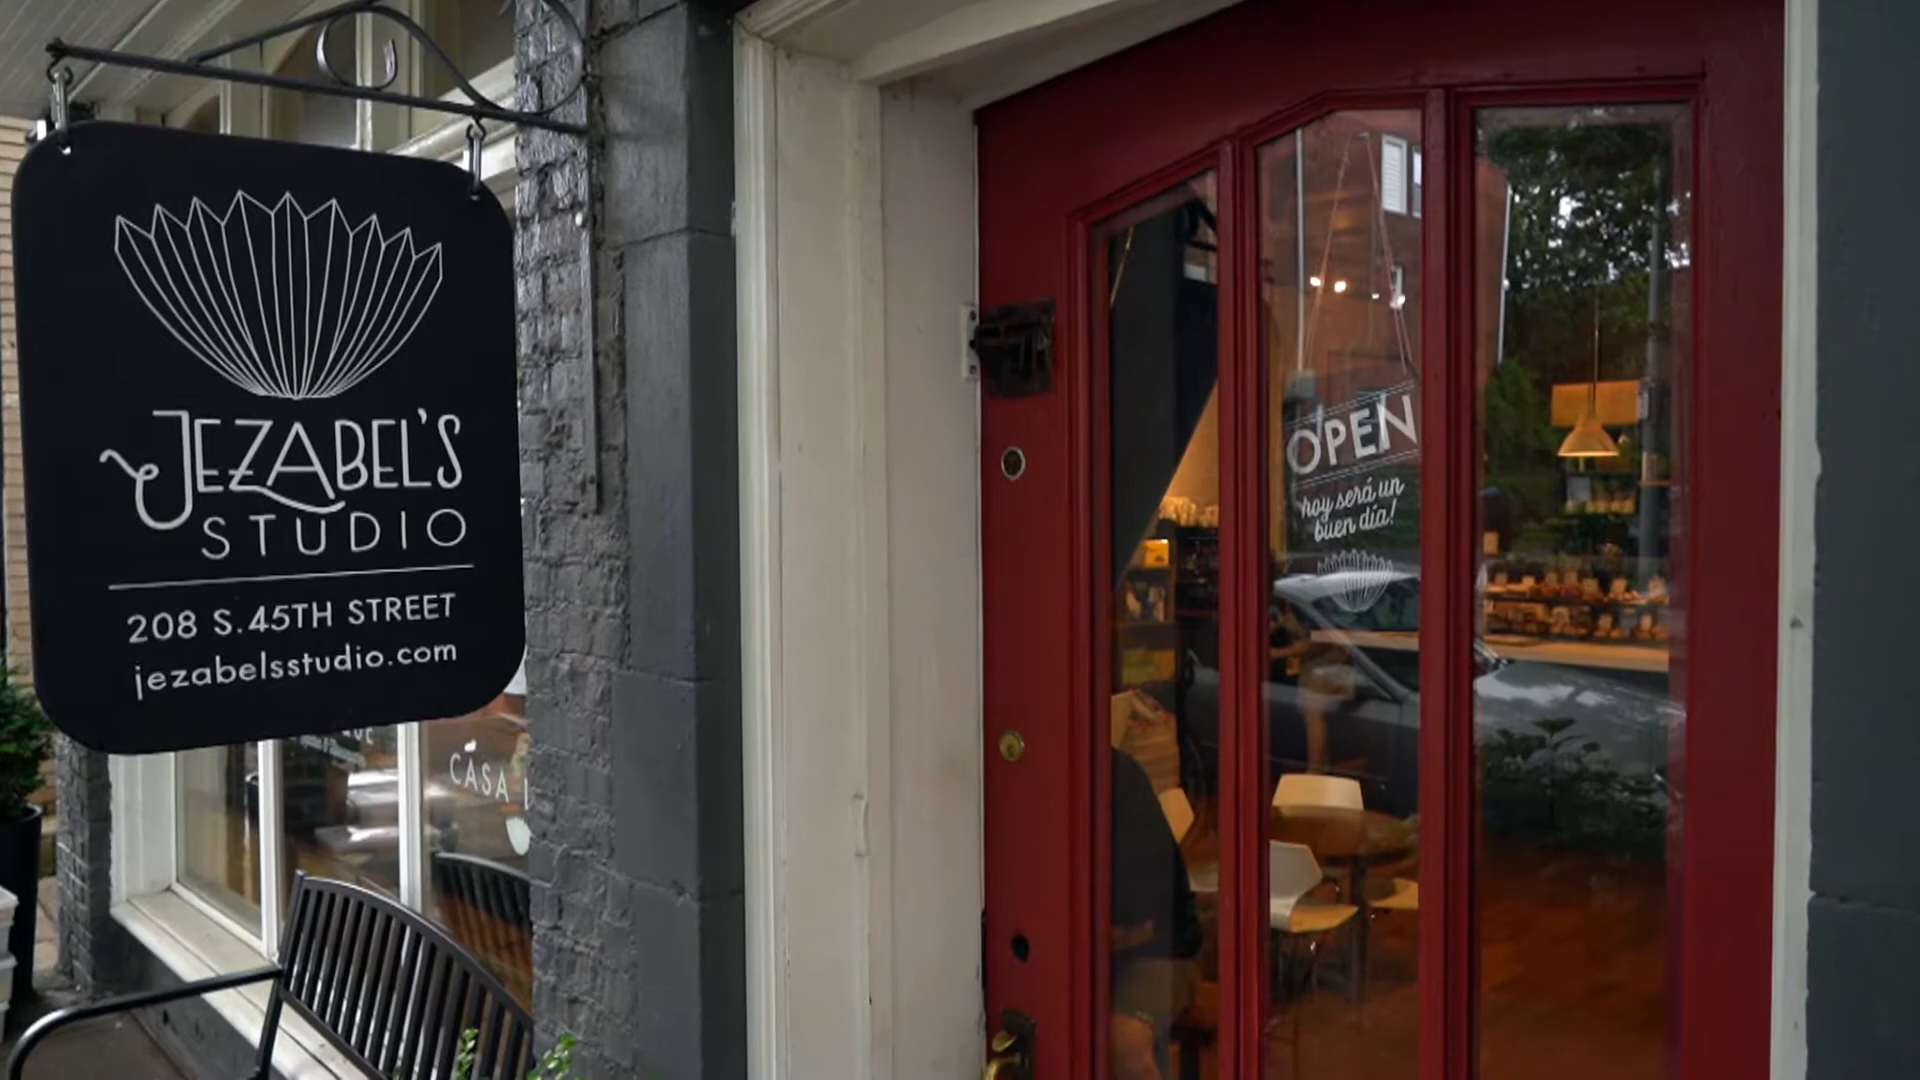 JEZABEL'S
STUDIO
208 S. 45TH STREET
jezabelsstudio.com
CASA
OPEN
hoy será un
buen día!